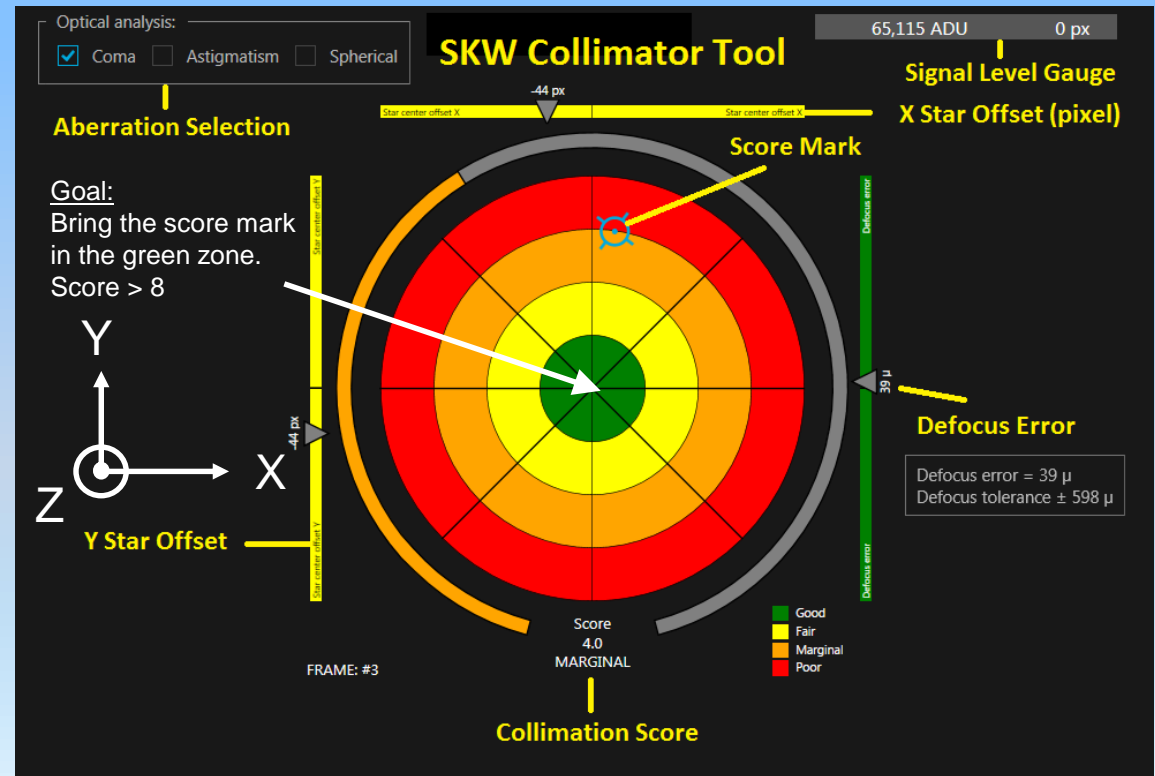 Optical analysis:
Coma Astigmatism Spherical
SKW Collimator Tool
65,115 ADU 0 px
Signal Level Gauge
Aberration Selection
-44 px
Star center offset X Star center offset X
X Star Offset (pixel)
Score Mark
Goal:
Bring the score mark
in the green zone.
Score > 8
Star center offset Y
Defocus error
Y
X
Z
-44 px
39 µ
Defocus Error
Defocus error = 39 µ
Defocus tolerance ± 598 µ
Y Star Offset
Star center offset Y
Defocus error
Score
4.0
MARGINAL
FRAME: #3
Good
Fair
Marginal
Poor
Collimation Score